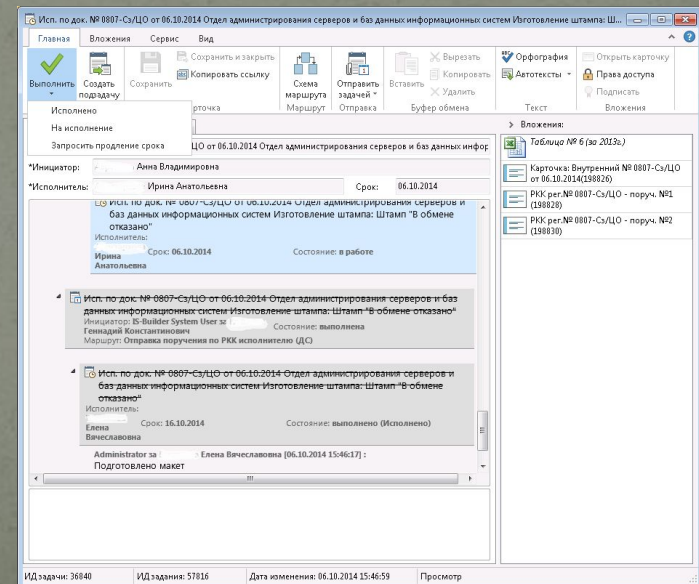 Исп. по док. № 0807-Сз/ЦО от 06.10.2014 Отдел администрирования серверов и баз данных информационных систем Изготовление штампа: Ш...
Главная Вложения Сервис Вид
Выполнить
Создать подзадачу
Сохранить
Сохранить и закрыть
Копировать ссылку
Схема маршрута
Отправить задачей
Вставить
Вырезать
Копировать
Удалить
Орфография
Автотексты
Открыть карточку
Права доступа
Подписать
рточка Маршрут Отправка Буфер обмена Текст Вложения
Исполнено
На исполнение
Запросить продление срока
ЦО от 06.10.2014 Отдел администрирования серверов и баз данных инфор
*Инициатор: Анна Владимировна
*Исполнитель: Ирина Анатольевна Срок: 06.10.2014
Исп. по док. № 0807-Сз/ЦО от 06.10.2014 Отдел администрирования серверов и
баз данных информационных систем Изготовление штампа: Штамп "В обмене
отказано"
Исполнитель:
Ирина Анатольевна Срок: 06.10.2014 Состояние: в работе
Исп. по док. № 0807-Сз/ЦО от 06.10.2014 Отдел администрирования серверов и баз
данных информационных систем Изготовление штампа: Штамп "В обмене отказано"
Инициатор: IS-Builder System User за
Геннадий Константинович Состояние: выполнена
Маршрут: Отправка поручения по РКК исполнителю (ДС)
Исп. по док. № 0807-Сз/ЦО от 06.10.2014 Отдел администрирования серверов и
баз данных информационных систем Изготовление штампа: Штамп "В обмене
отказано"
Исполнитель:
Елена Вячеславовна Срок: 16.10.2014 Состояние: выполнено (Исполнено)
Administrator за Елена Вячеславовна [06.10.2014 15:46:17] :
Подготовлено макет
Вложения:
Таблица № 6 (за 2013г.)
Карточка: Внутренний № 0807-Сз/ЦО
от 06.10.2014(198826)
РКК рег.№ 0807-Сз/ЦО - поруч. №1
(198828)
РКК рег.№ 0807-Сз/ЦО - поруч. №2
(198830)
ИД задачи: 36840 ИД задания: 57816 Дата изменения: 06.10.2014 15:46:59 Просмотр